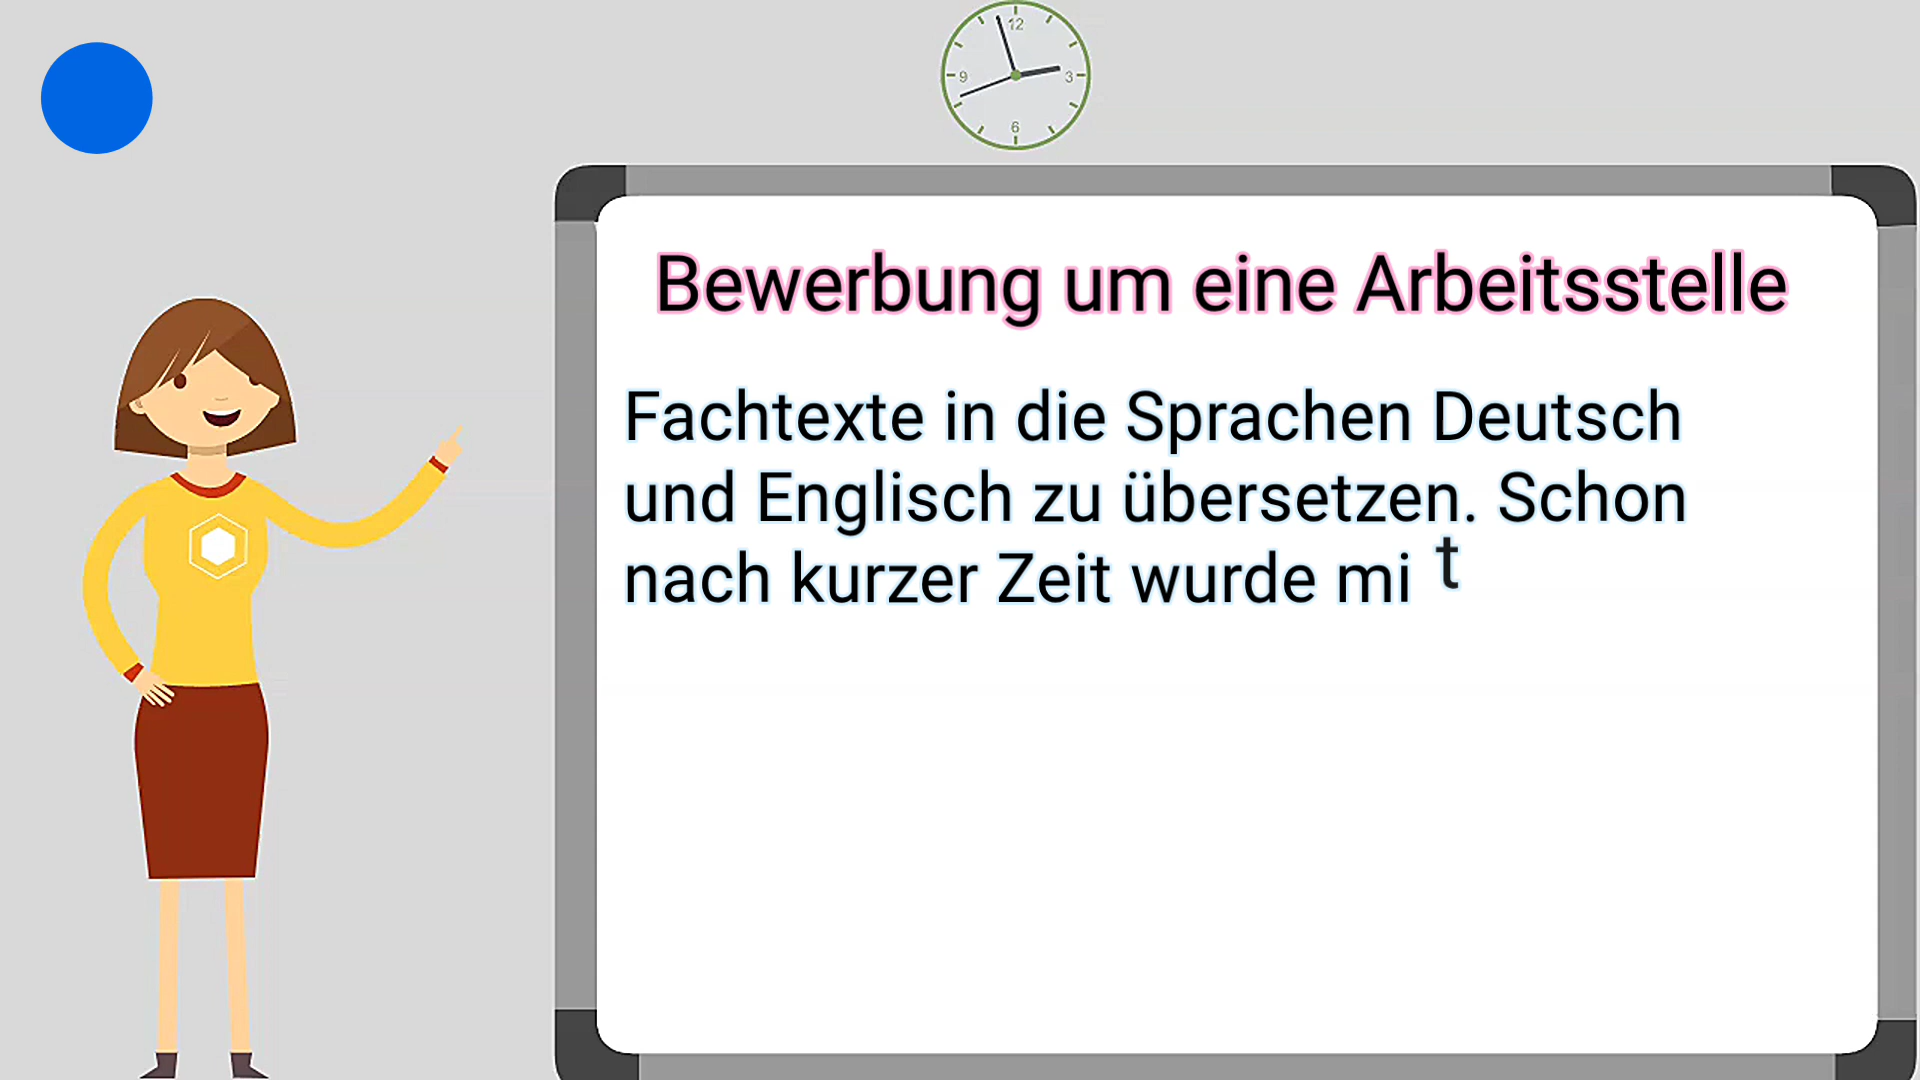 12
9 3
6
Bewerbung um eine Arbeitsstelle
Fachtexte in die Sprachen Deutsch
und Englisch zu übersetzen. Schon
nach kurzer Zeit wurde mi t